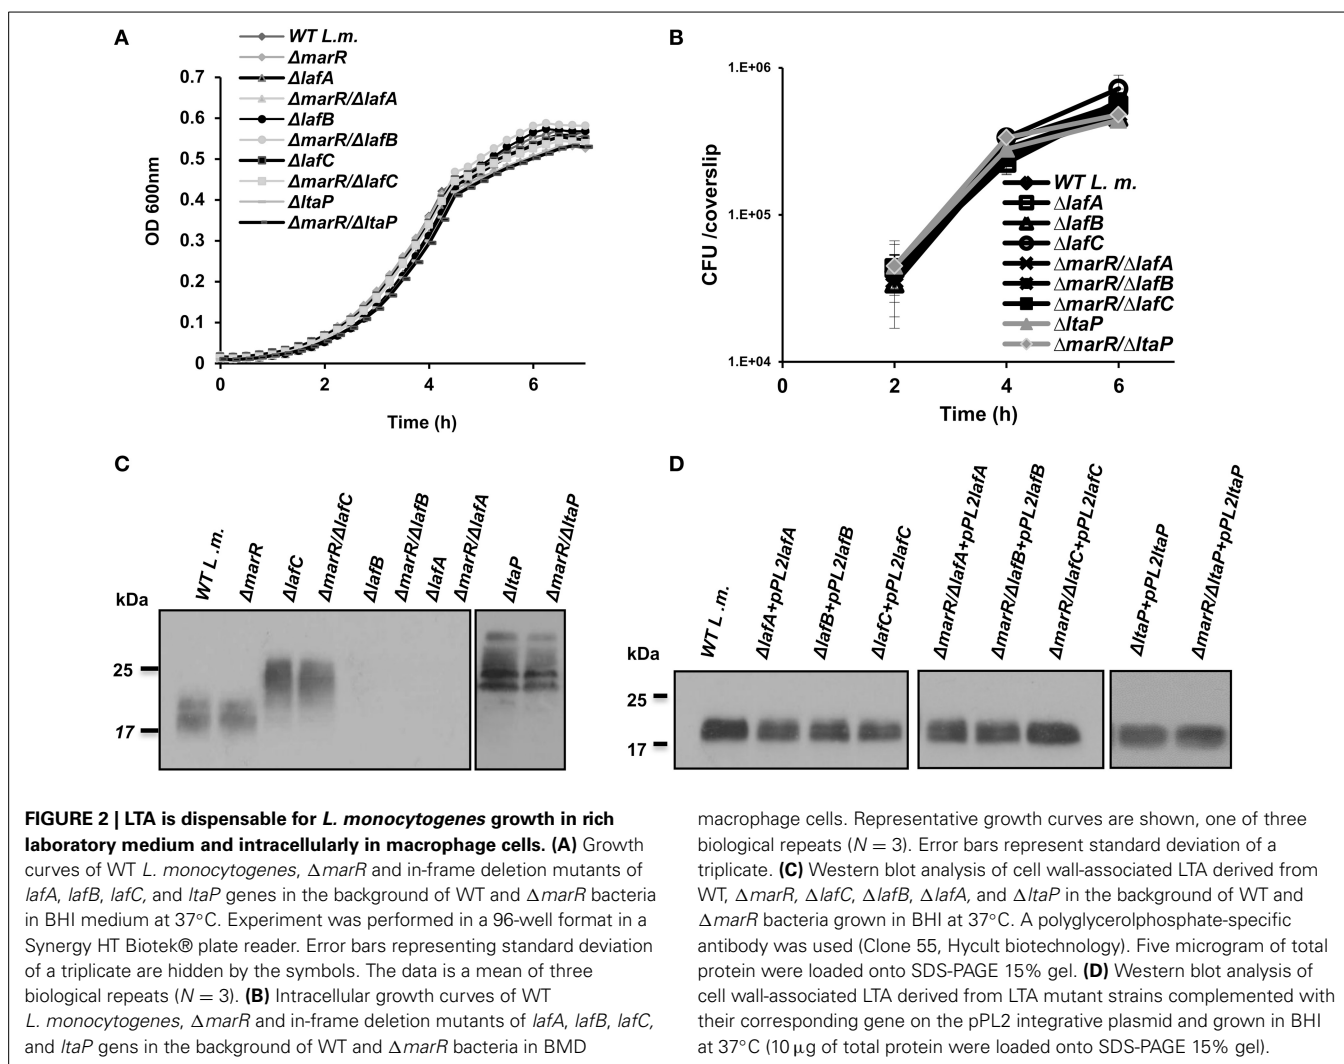 A
WT L.m.
ΔmarR
ΔlafA
ΔmarR/ΔlafA
ΔlafB
ΔmarR/ΔlafB
ΔlafC
ΔmarR/ΔlafC
ΔltaP
ΔmarR/ΔltaP
0.7
0.6
0.5
0.4
0.3
0.2
0.1
0
OD 600nm
0 2 4 6
Time (h)
B
1.E+06
1.E+05
1.E+04
CFU /coverslip
WT L. m.
ΔlafA
ΔlafB
ΔlafC
ΔmarR/ΔlafA
ΔmarR/ΔlafB
ΔmarR/ΔlafC
ΔltaP
ΔmarR/ΔltaP
0 2 4 6
Time (h)
C
WT L .m.
ΔmarR
ΔlafC
ΔmarR/ΔlafC
ΔlafB
ΔmarR/ΔlafB
ΔlafA
ΔmarR/ΔlafA
ΔltaP
ΔmarR/ΔltaP
kDa
25
17
D
WT L .m.
ΔlafA+pPL2lafA
ΔlafB+pPL2lafB
ΔlafC+pPL2lafC
ΔmarR/ΔlafA+pPL2lafA
ΔmarR/ΔlafB+pPL2lafB
ΔmarR/ΔlafC+pPL2lafC
ΔltaP+pPL2ltaP
ΔmarR/ΔltaP+pPL2ltaP
kDa
25
17
FIGURE 2 | LTA is dispensable for L. monocytogenes growth in rich
laboratory medium and intracellularly in macrophage cells. (A) Growth
curves of WT L. monocytogenes, ΔmarR and in-frame deletion mutants of
lafA, lafB, lafC, and ltaP genes in the background of WT and ΔmarR bacteria
in BHI medium at 37°C. Experiment was performed in a 96-well format in a
Synergy HT Biotek® plate reader. Error bars representing standard deviation
of a triplicate are hidden by the symbols. The data is a mean of three
biological repeats (N = 3). (B) Intracellular growth curves of WT
L. monocytogenes, ΔmarR and in-frame deletion mutants of lafA, lafB, lafC,
and ltaP gens in the background of WT and ΔmarR bacteria in BMD
macrophage cells. Representative growth curves are shown, one of three
biological repeats (N = 3). Error bars represent standard deviation of a
triplicate. (C) Western blot analysis of cell wall-associated LTA derived from
WT, ΔmarR, ΔlafC, ΔlafB, ΔlafA, and ΔltaP in the background of WT and
ΔmarR bacteria grown in BHI at 37°C. A polyglycerolphosphate-specific
antibody was used (Clone 55, Hycult biotechnology). Five microgram of total
protein were loaded onto SDS-PAGE 15% gel. (D) Western blot analysis of
cell wall-associated LTA derived from LTA mutant strains complemented with
their corresponding gene on the pPL2 integrative plasmid and grown in BHI
at 37°C (10 μg of total protein were loaded onto SDS-PAGE 15% gel).